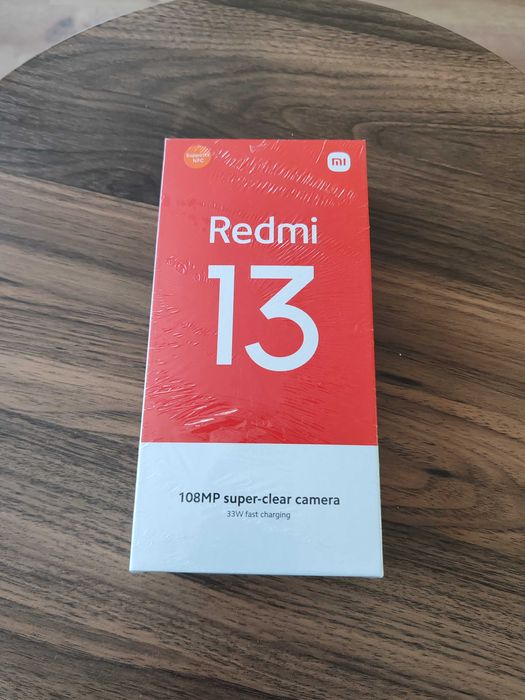 Supports
NFC
mi
Redmi
13
108MP super-clear camera
33W fast charging